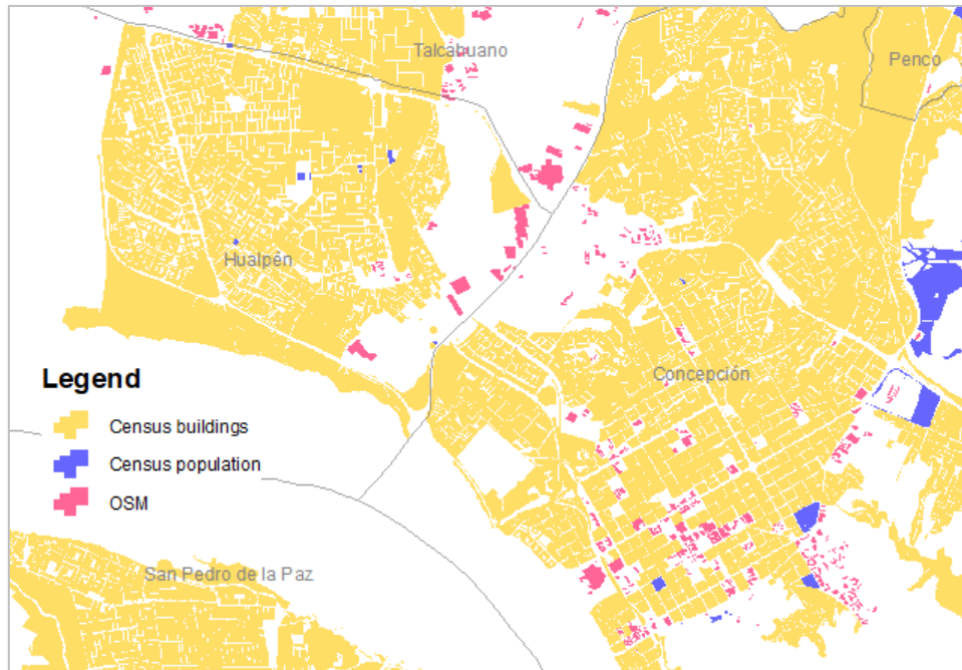 Talcahuano
Penco
Hualpén
Concepción
Legend
Census buildings
Census population
OSM
San Pedro de la Paz